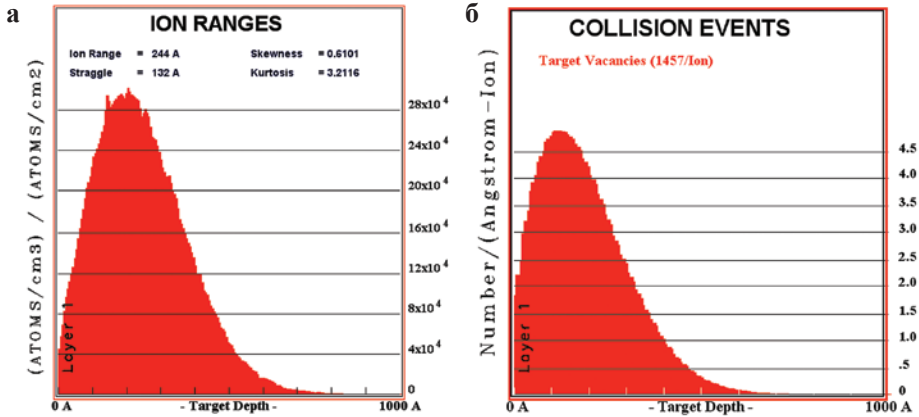 а
ION RANGES
Ion Range = 244 A Skewness = 0.6101
Straggle = 132 A Kurtosis = 3.2116
(ATOMS/cm3) / (ATOMS/cm2)
28x10⁴
24x10⁴
20x10⁴
16x10⁴
12x10⁴
8x10⁴
4x10⁴
0
Layer 1
0 A - Target Depth - 1000 A
б
COLLISION EVENTS
Target Vacancies (1457/Ion)
Number/(Angstrom-Ion)
4.5
4.0
3.5
3.0
2.5
2.0
1.5
1.0
.5
0
Layer 1
0 A - Target Depth - 1000 A